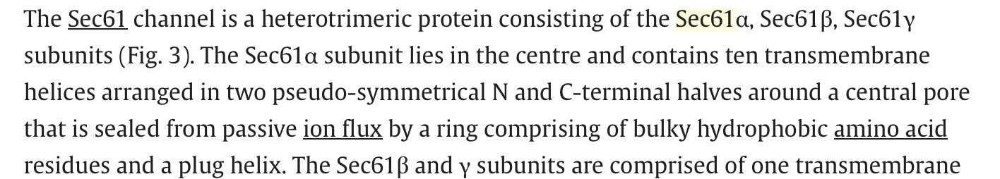 The Sec61 channel is a heterotrimeric protein consisting of the Sec61α, Sec61β, Sec61γ
subunits (Fig. 3). The Sec61α subunit lies in the centre and contains ten transmembrane
helices arranged in two pseudo-symmetrical N and C-terminal halves around a central pore
that is sealed from passive ion flux by a ring comprising of bulky hydrophobic amino acid
residues and a plug helix. The Sec61β and γ subunits are comprised of one transmembrane